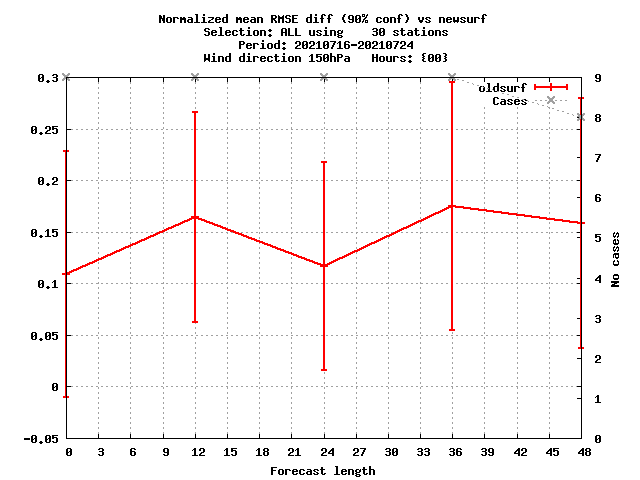 Normalized mean RMSE diff (90% conf) vs newsurf
Selection: ALL using    30 stations
Period: 20210716-20210724
Wind direction 150hPa   Hours: {00}
0.3
0.25
0.2
0.15
0.1
0.05
0
-0.05
oldsurf
Cases
9
8
7
6
5
4
3
2
1
0
No cases
0 3 6 9 12 15 18 21 24 27 30 33 36 39 42 45 48
Forecast length